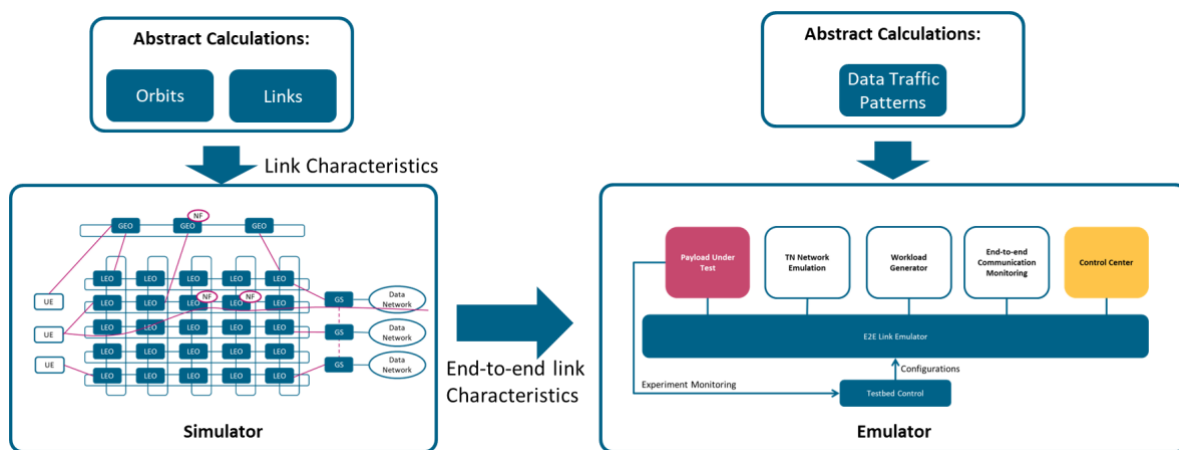 Abstract Calculations:
Orbits
Links
Link Characteristics
NF
GEO
GEO
GEO
LEO
LEO
LEO
LEO
LEO
UE
LEO
LEO
NF
LEO
NF
LEO
LEO
GS
Data
Network
UE
LEO
LEO
LEO
LEO
LEO
GS
Data
Network
LEO
LEO
LEO
LEO
LEO
UE
LEO
LEO
LEO
LEO
LEO
GS
Data
Network
Simulator
End-to-end link
Characteristics
Abstract Calculations:
Data Traffic
Patterns
Payload Under
Test
TN Network
Emulation
Workload
Generator
End-to-end
Communication
Monitoring
Control Center
E2E Link Emulator
Experiment Monitoring
Configurations
Testbed Control
Emulator